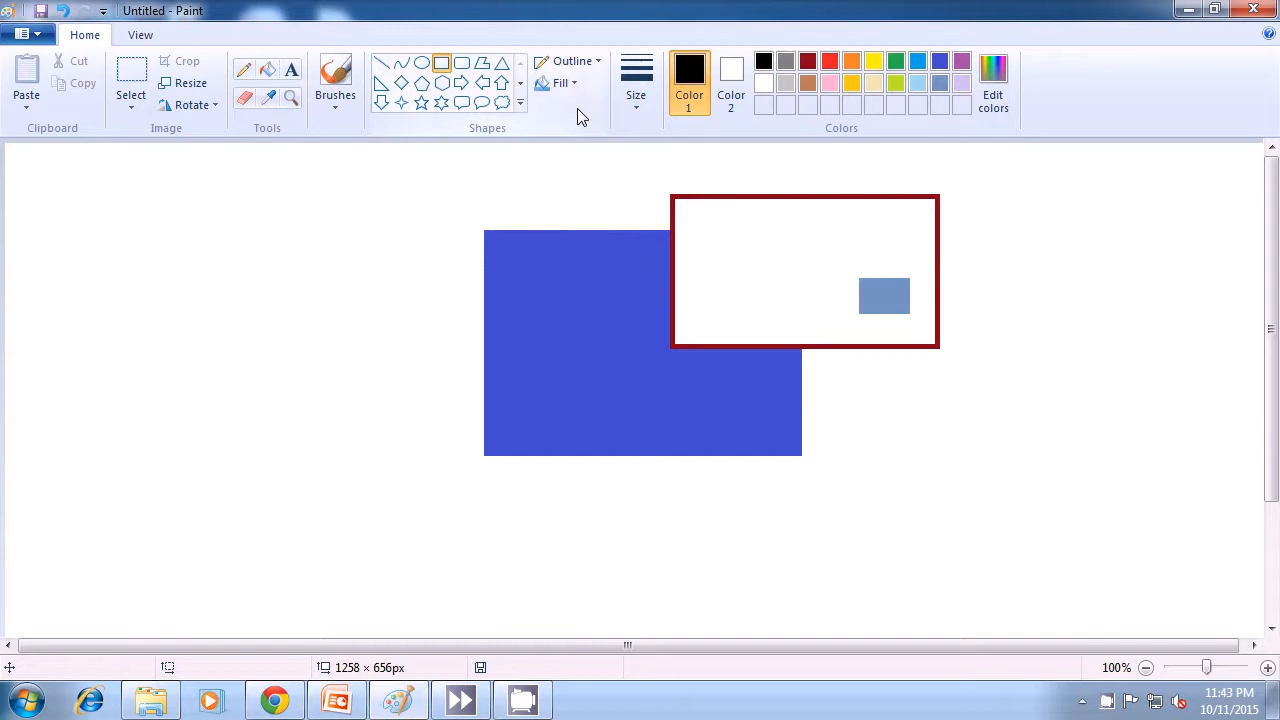 Untitled - Paint
Home View
Paste
Cut
Copy
Clipboard
Select
Crop
Resize
Rotate
Image
A
Tools
Brushes
Shapes
Outline
Fill
Size
Color 1
Color 2
Edit colors
Colors
1258 × 656px
100%
11:43 PM
10/11/2015